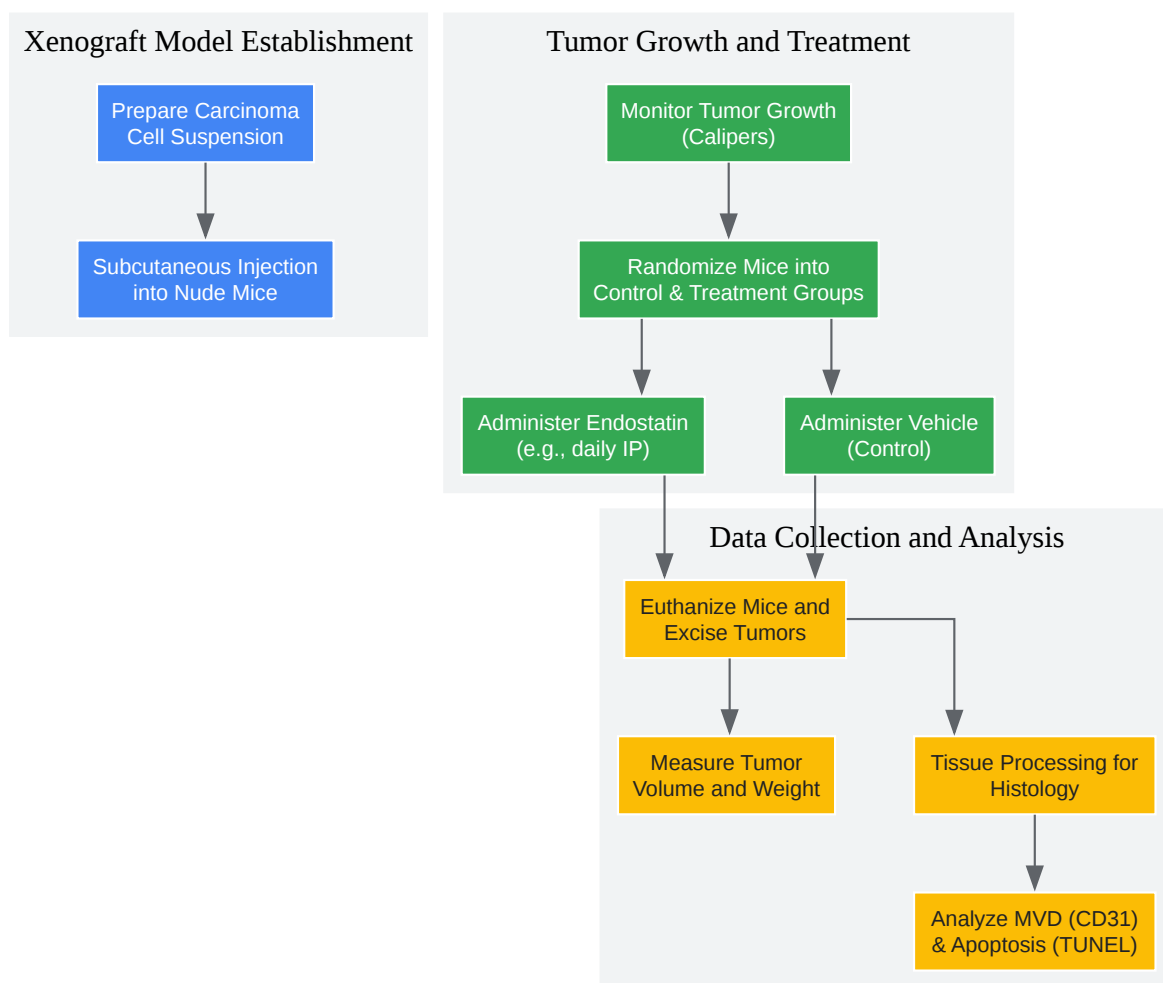 Xenograft Model Establishment
Prepare Carcinoma
Cell Suspension
Subcutaneous Injection
into Nude Mice
Tumor Growth and Treatment
Monitor Tumor Growth
(Calipers)
Randomize Mice into
Control & Treatment Groups
Administer Endostatin
(e.g., daily IP)
Administer Vehicle
(Control)
Data Collection and Analysis
Euthanize Mice and
Excise Tumors
Measure Tumor
Volume and Weight
Tissue Processing for
Histology
Analyze MVD (CD31)
& Apoptosis (TUNEL)